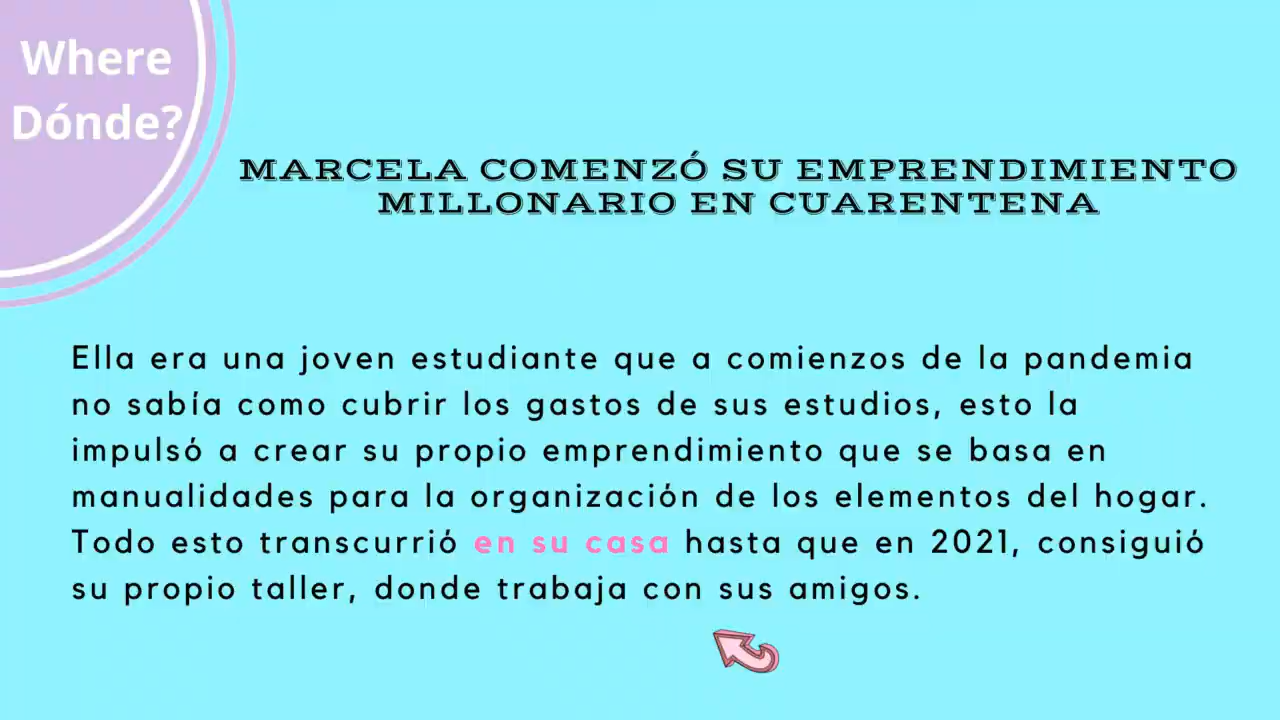 Where
Dónde?
MARCELA COMENZÓ SU EMPRENDIMIENTO
MILLONARIO EN CUARENTENA
Ella era una joven estudiante que a comienzos de la pandemia
no sabía como cubrir los gastos de sus estudios, esto la
impulsó a crear su propio emprendimiento que se basa en
manualidades para la organización de los elementos del hogar.
Todo esto transcurrió en su casa hasta que en 2021, consiguió
su propio taller, donde trabaja con sus amigos.